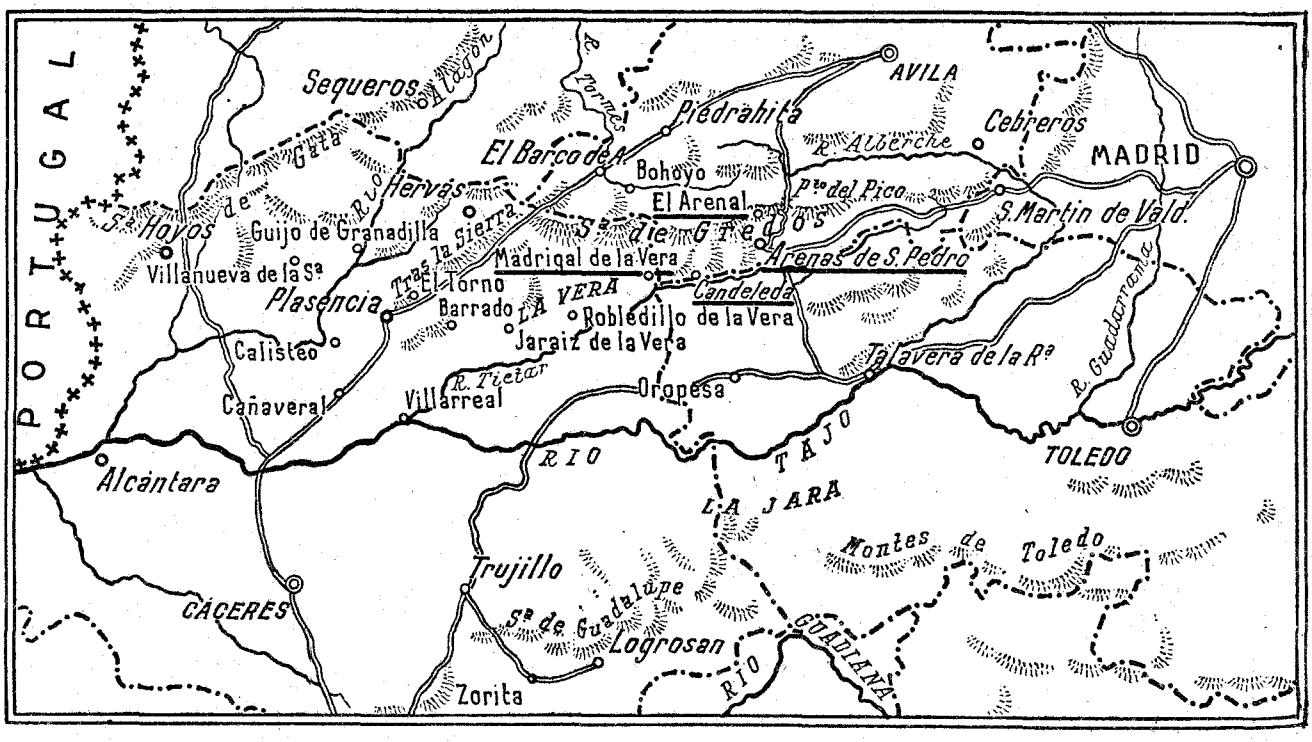 PORTUGAL
AVILA
Sequeros
Alagón
R. Tormes
Piedrahita
Cebreros
Gata
El Barco de A.
R. Alberche
MADRID
Bohoyo
Hervás
Pto del Pico
de
El Arenal
Sª
Hoyos
Rio
S. Martin de Vald.
Guijo de Granadilla
Tras la Sierra
Sª de Gredos
Villanueva de la Sª
Madrigal de la Vera
Arenas de S. Pedro
El Torno
Candeleda
Plasencia
LA VERA
Barrado
Robledillo de la Vera
R. Guadarrama
Jaraiz de la Vera
Calisteo
Talavera de la Rª
R. Tietar
Oropesa
Cañaveral
Villarreal
RIO TAJO
TOLEDO
Alcántara
LA JARA
Montes de Toledo
Trujillo
CÁCERES
Sª de Guadalupe
Logrosan
RIO GUADIANA
Zorita